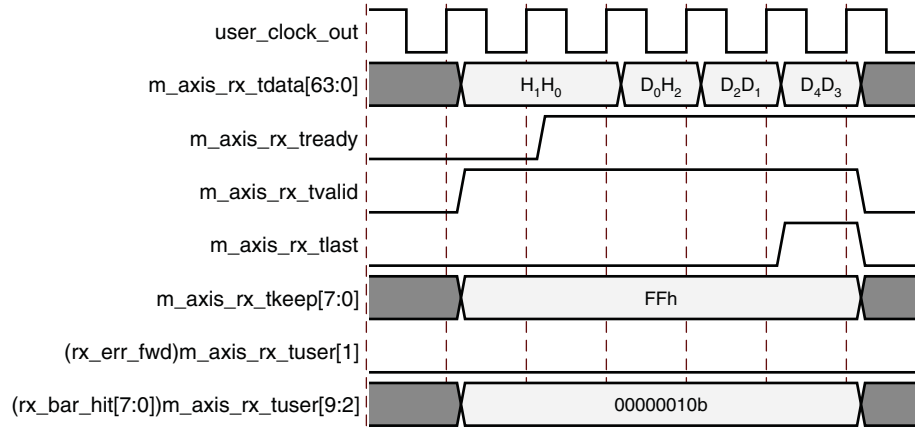 user_clock_out
m_axis_rx_tdata[63:0] H₁H₀ D₀H₂ D₂D₁ D₄D₃
m_axis_rx_tready
m_axis_rx_tvalid
m_axis_rx_tlast
m_axis_rx_tkeep[7:0] FFh
(rx_err_fwd)m_axis_rx_tuser[1]
(rx_bar_hit[7:0])m_axis_rx_tuser[9:2] 00000010b